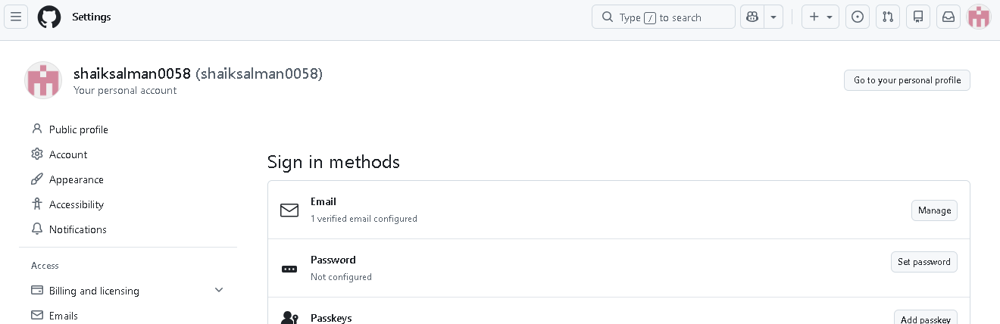 Settings
Type / to search
shaiksalman0058 (shaiksalman0058)
Your personal account
Go to your personal profile
Public profile
Account
Appearance
Accessibility
Notifications
Access
Billing and licensing
Emails
Sign in methods
Email
1 verified email configured
Manage
Password
Not configured
Set password
Passkeys
Add passkey